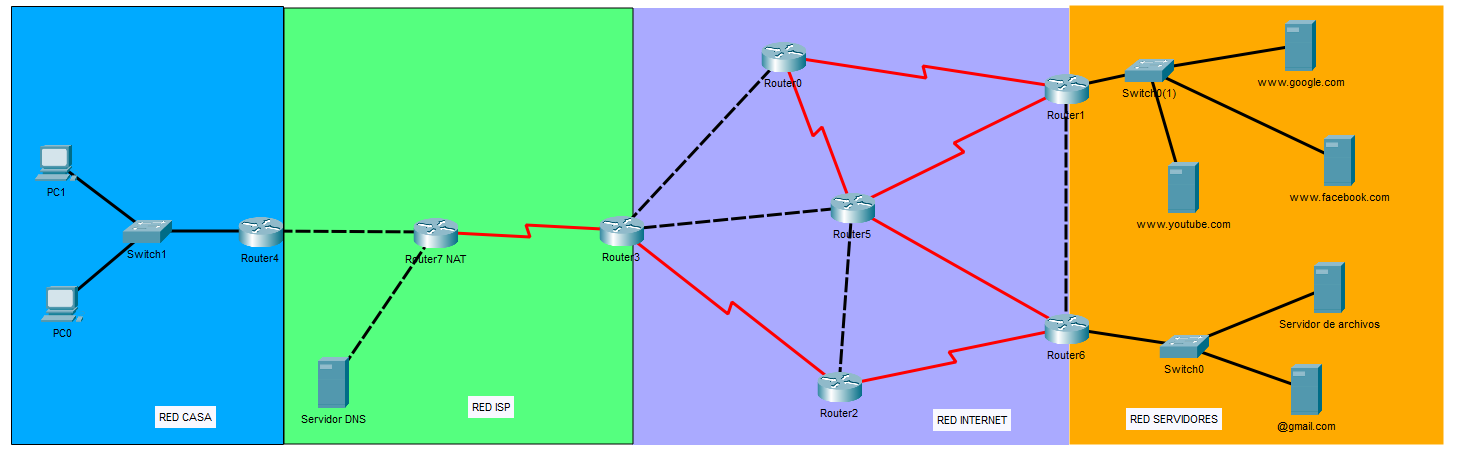 Router0
www.google.com
Switch0(1)
Router1
PC1
www.facebook.com
www.youtube.com
Router5
Switch1
Router4
Router7 NAT
Router3
Servidor de archivos
PC0
Router6
Switch0
RED CASA
Servidor DNS
RED ISP
Router2
RED INTERNET
RED SERVIDORES
@gmail.com